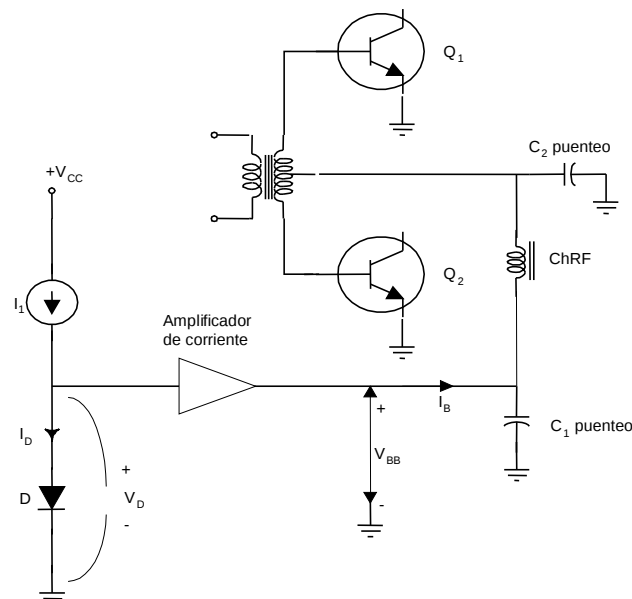 Q1
C2 puenteo
+VCC
ChRF
Q2
I1
Amplificador
de corriente
IB
+
C1 puenteo
ID
VBB
+
D
VD
-
-